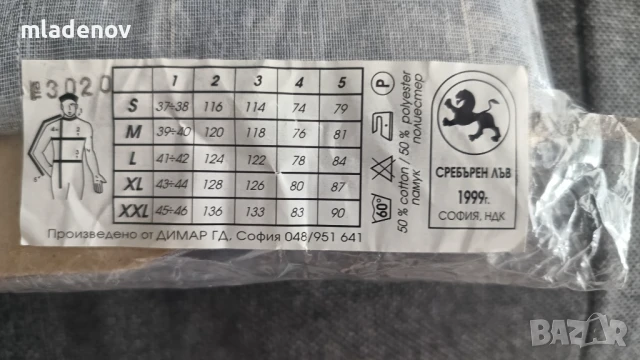 mladenov
№3020
1 2 3 4 5
S 37÷38 116 114 74 79
M 39÷40 120 118 76 81
L 41÷42 124 122 78 84
XL 43÷44 128 126 80 87
XXL 45÷46 136 133 83 90
Произведено от ДИМАР ГД, София 048/951 641
P
60°
50 % cotton / 50 % polyester
памук полиестер
СРЕБЪРЕН ЛЪВ
1999г.
СОФИЯ, НДК
BAZAR